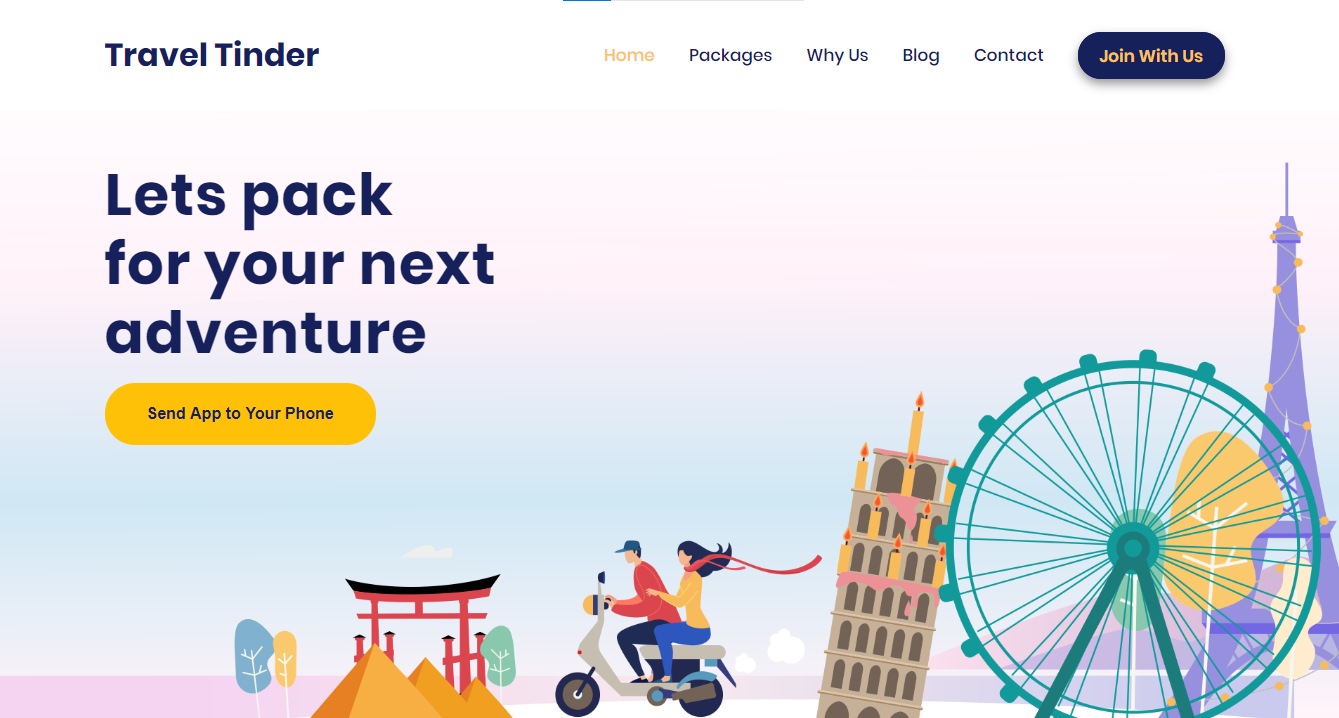 Travel Tinder
Home
Packages
Why Us
Blog
Contact
Join With Us
Lets pack
for your next
adventure
Send App to Your Phone